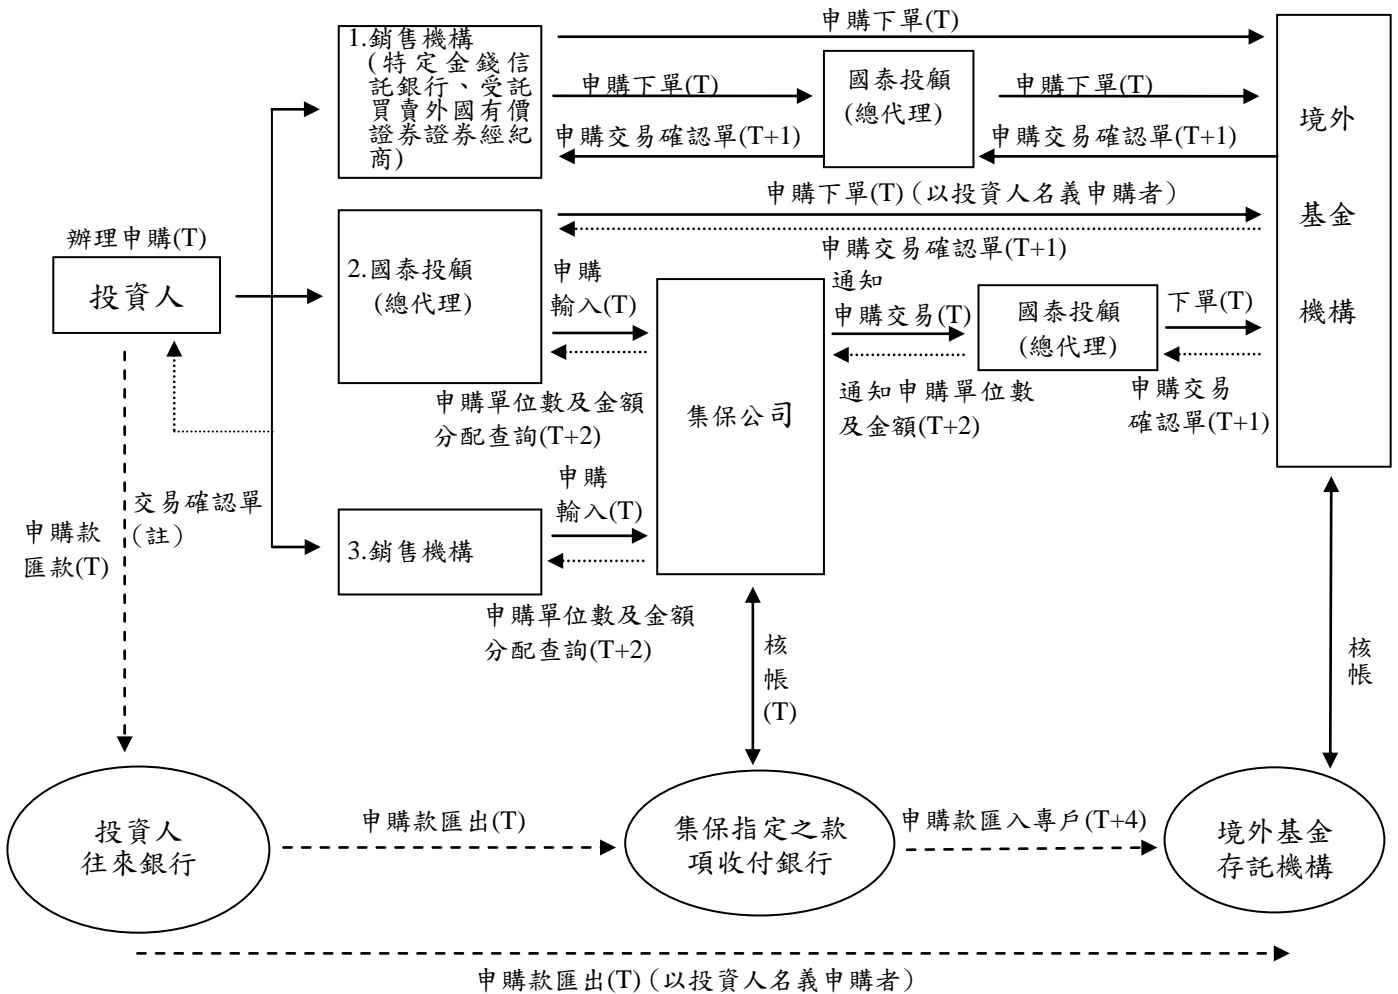 申購下單(T)
1.銷售機構
(特定金錢信
託銀行、受託
買賣外國有價
證券證券經紀
商)
申購下單(T)
國泰投顧
(總代理)
申購下單(T)
申購交易確認單(T+1)
申購交易確認單(T+1)
境外
基金
機構
申購下單(T)(以投資人名義申購者)
申購交易確認單(T+1)
辦理申購(T)
投資人
2.國泰投顧
(總代理)
申購
輸入(T)
通知
申購交易(T)
國泰投顧
(總代理)
下單(T)
申購單位數及金額
分配查詢(T+2)
集保公司
通知申購單位數
及金額(T+2)
申購交易
確認單(T+1)
申購款
匯款(T)
交易確認單
(註)
申購
輸入(T)
3.銷售機構
申購單位數及金額
分配查詢(T+2)
核
帳
(T)
核
帳
投資人
往來銀行
申購款匯出(T)
集保指定之款
項收付銀行
申購款匯入專戶(T+4)
境外基金
存託機構
申購款匯出(T)(以投資人名義申購者)